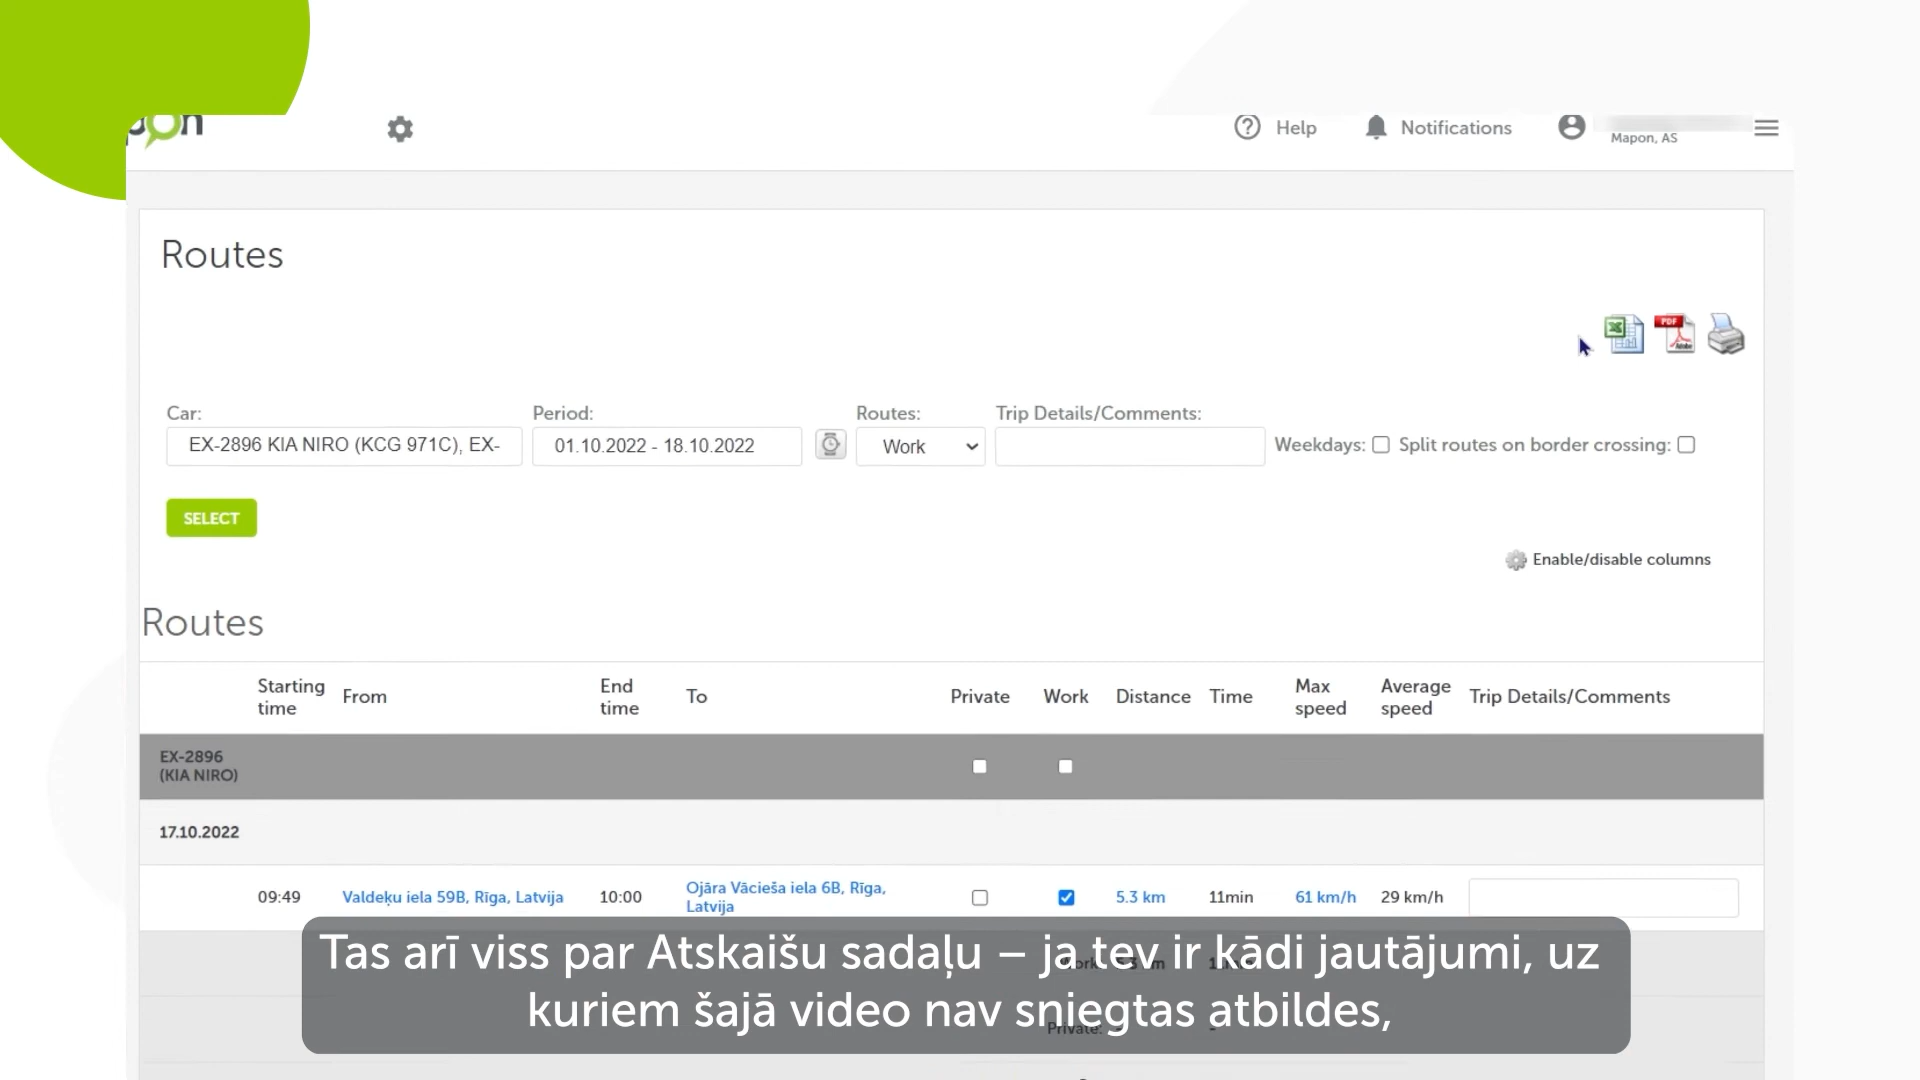 Help
Notifications
Mapon, AS
Routes
PDF
Adobe
Car:
Period:
Routes:
Trip Details/Comments:
EX-2896 KIA NIRO (KCG 971C), EX-
01.10.2022 - 18.10.2022
Work
Weekdays:
Split routes on border crossing:
SELECT
Enable/disable columns
Routes
Starting
time
From
End
time
To
Private
Work
Distance
Time
Max
speed
Average
speed
Trip Details/Comments
EX-2896
(KIA NIRO)
17.10.2022
09:49
Valdeķu iela 59B, Rīga, Latvija
10:00
Ojāra Vācieša iela 6B, Rīga,
Latvija
5.3 km
11min
61 km/h
29 km/h
Tas arī viss par Atskaišu sadaļu – ja tev ir kādi jautājumi, uz
kuriem šajā video nav sniegtas atbildes,
Private: